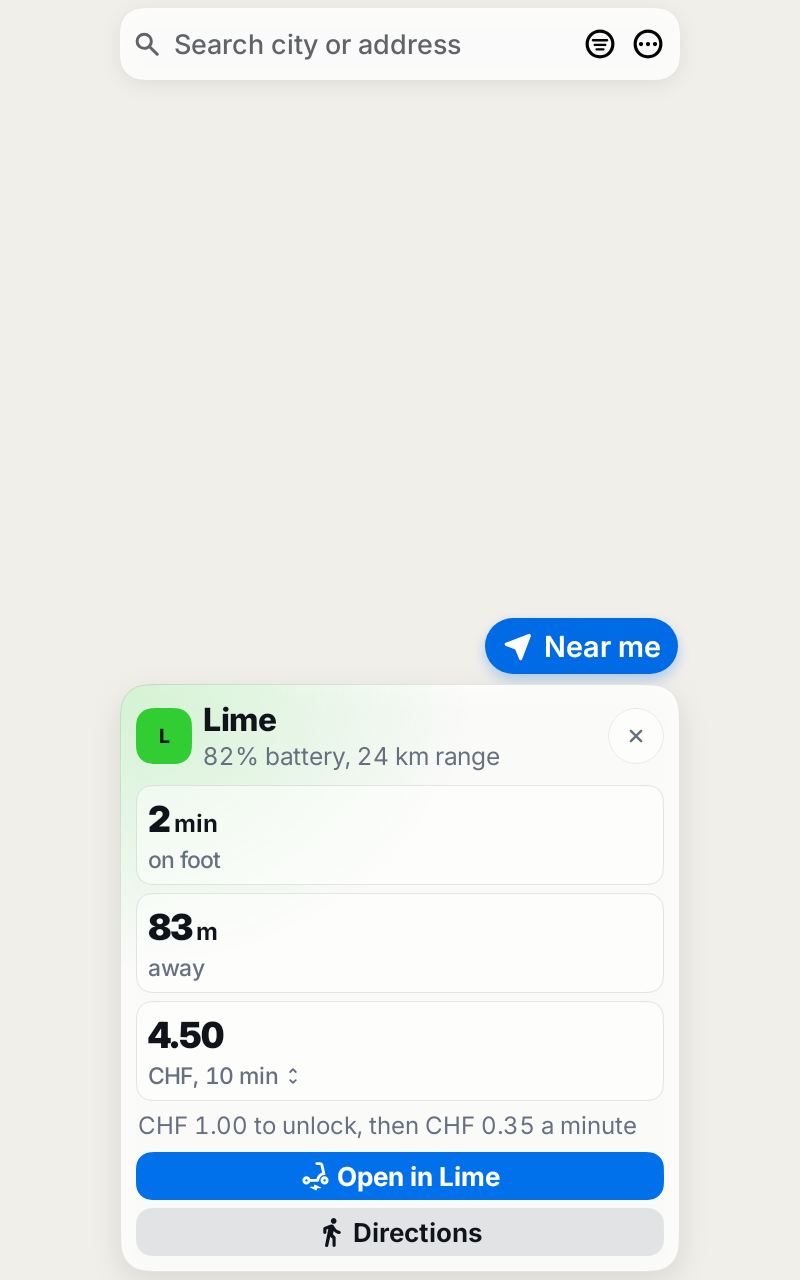 Search city or address
Near me
L
Lime
82% battery, 24 km range
2 min
on foot
83 m
away
4.50
CHF, 10 min
CHF 1.00 to unlock, then CHF 0.35 a minute
Open in Lime
Directions